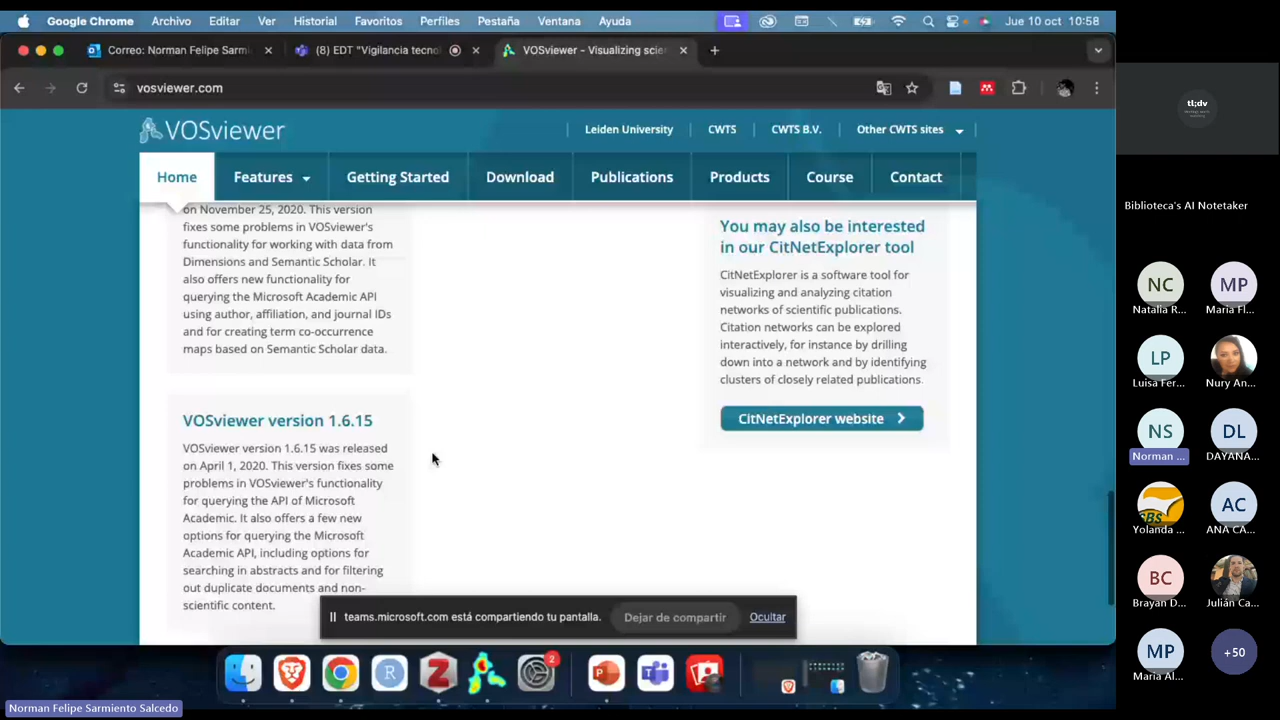 Google Chrome Archivo Editar Ver Historial Favoritos Perfiles Pestaña Ventana Ayuda Jue 10 oct 10:58
Correo: Norman Felipe Sarmi
(8) EDT "Vigilancia tecnol
VOSviewer - Visualizing scien
vosviewer.com
VOSviewer
Leiden University CWTS CWTS B.V. Other CWTS sites
Home Features Getting Started Download Publications Products Course Contact
on November 25, 2020. This version
fixes some problems in VOSviewer's
functionality for working with data from
Dimensions and Semantic Scholar. It
also offers new functionality for
querying the Microsoft Academic API
using author, affiliation, and journal IDs
and for creating term co-occurrence
maps based on Semantic Scholar data.
VOSviewer version 1.6.15
VOSviewer version 1.6.15 was released
on April 1, 2020. This version fixes some
problems in VOSviewer's functionality
for querying the API of Microsoft
Academic. It also offers a few new
options for querying the Microsoft
Academic API, including options for
searching in abstracts and for filtering
out duplicate documents and non-
scientific content.
You may also be interested
in our CitNetExplorer tool
CitNetExplorer is a software tool for
visualizing and analyzing citation
networks of scientific publications.
Citation networks can be explored
interactively, for instance by drilling
down into a network and by identifying
clusters of closely related publications.
CitNetExplorer website
teams.microsoft.com está compartiendo tu pantalla. Dejar de compartir Ocultar
2
Norman Felipe Sarmiento Salcedo
tl;dv
Biblioteca's AI Notetaker
NC MP
Natalia R... Maria Fl...
LP
Luisa Fer... Nury An...
NS DL
Norman ... DAYANA...
SBS AC
Yolanda ... ANA CA...
BC
Brayan D... Julián Ca...
MP +50
Maria Al...